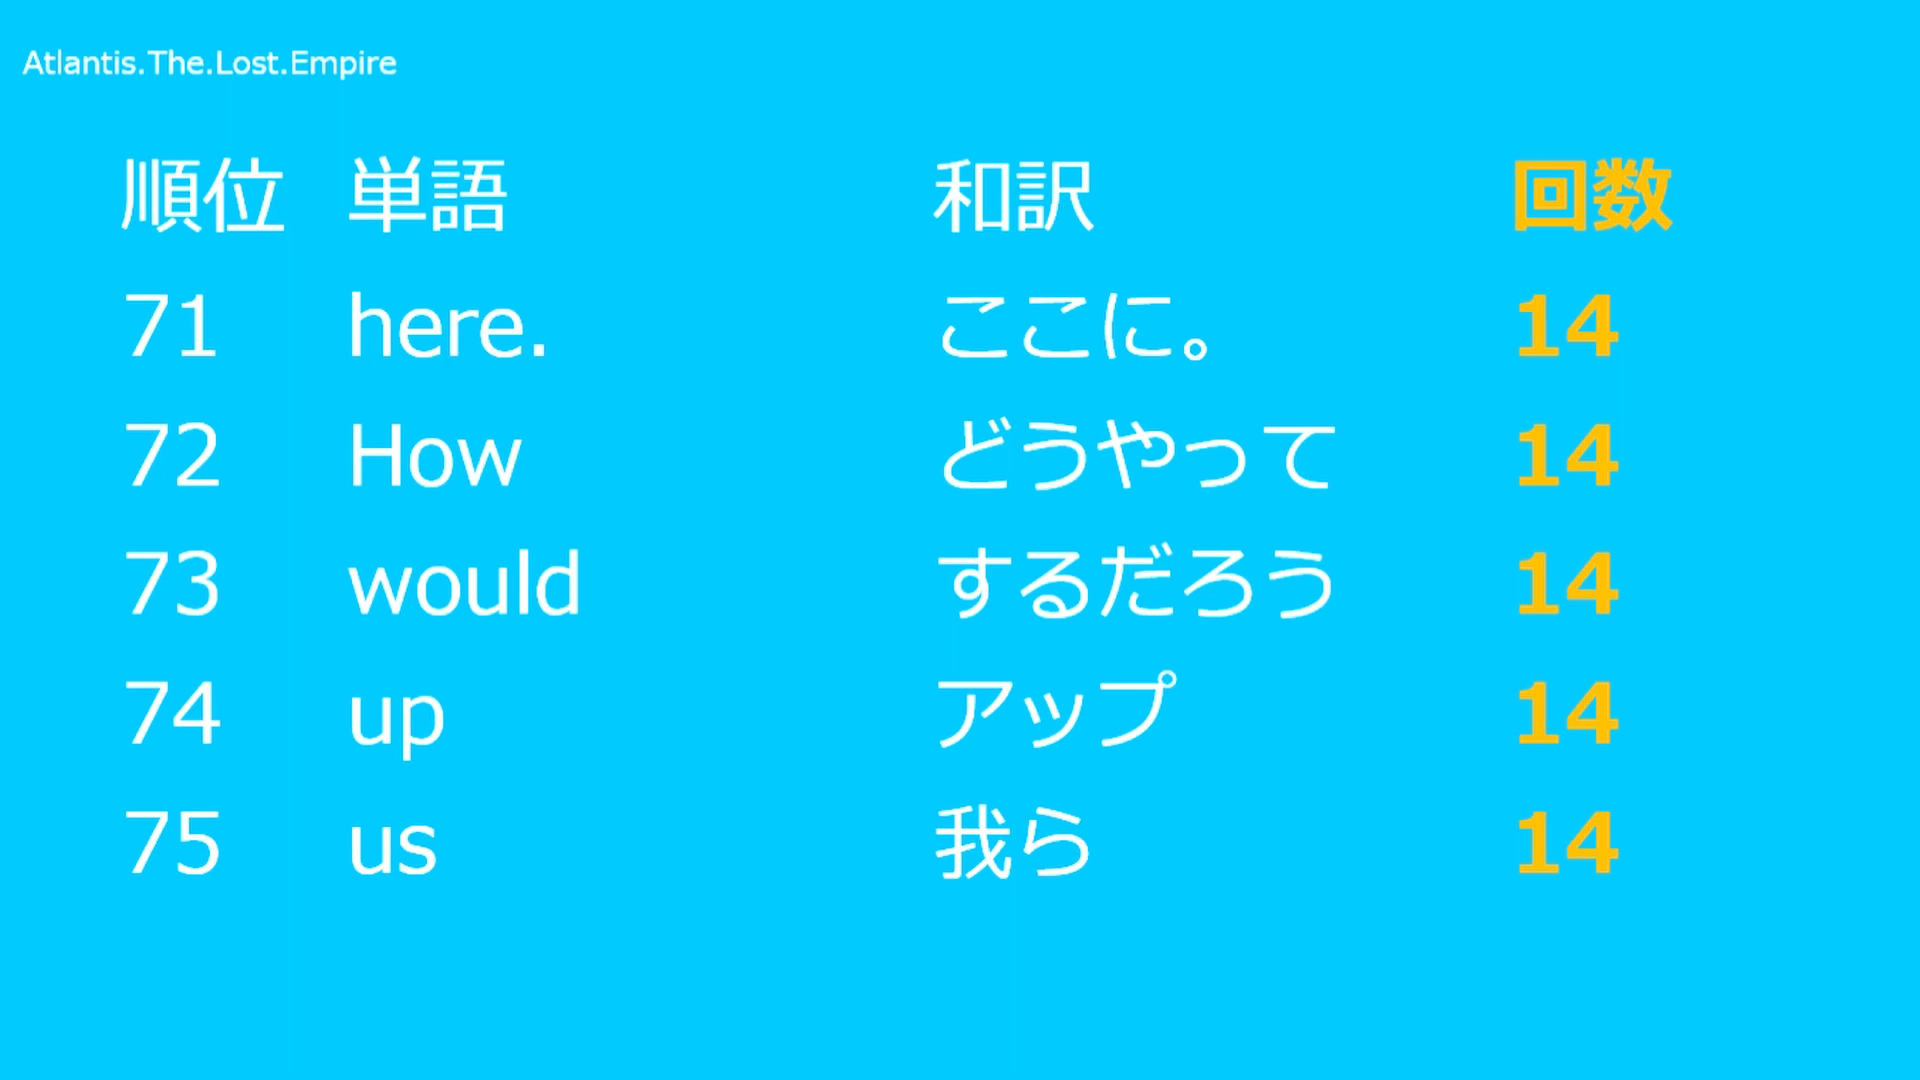 Atlantis.The.Lost.Empire
順位 単語 和訳 回数
71 here. ここに。 14
72 How どうやって 14
73 would するだろう 14
74 up アップ 14
75 us 我ら 14